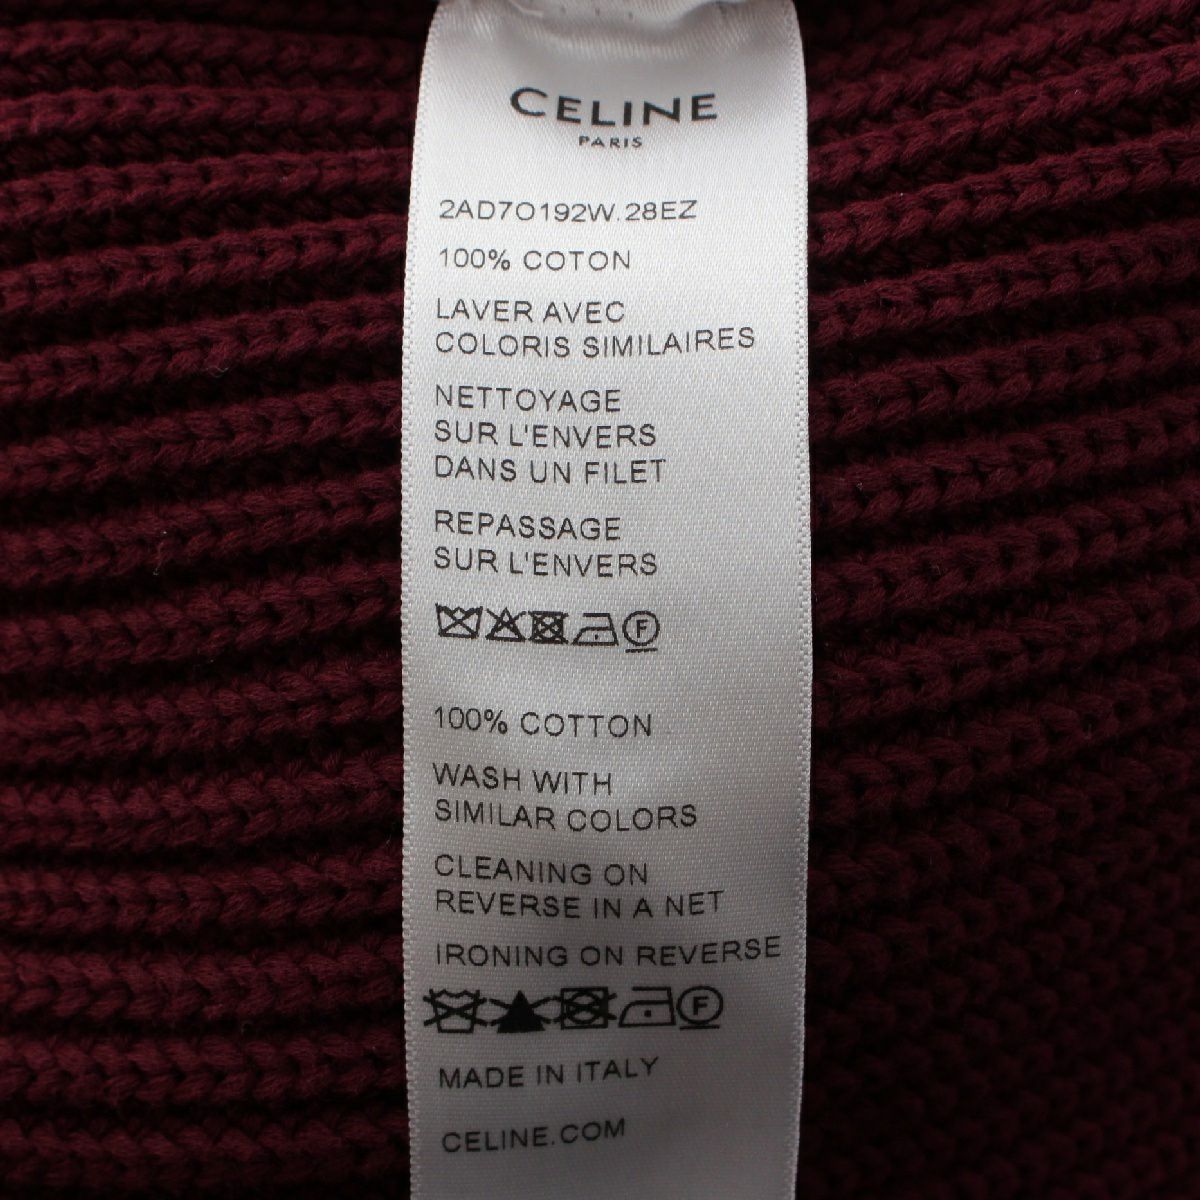 CELINE
PARIS
2AD7O192W.28EZ
100% COTON
LAVER AVEC
COLORIS SIMILAIRES
NETTOYAGE
SUR L'ENVERS
DANS UN FILET
REPASSAGE
SUR L'ENVERS
F
100% COTTON
WASH WITH
SIMILAR COLORS
CLEANING ON
REVERSE IN A NET
IRONING ON REVERSE
F
MADE IN ITALY
CELINE.COM